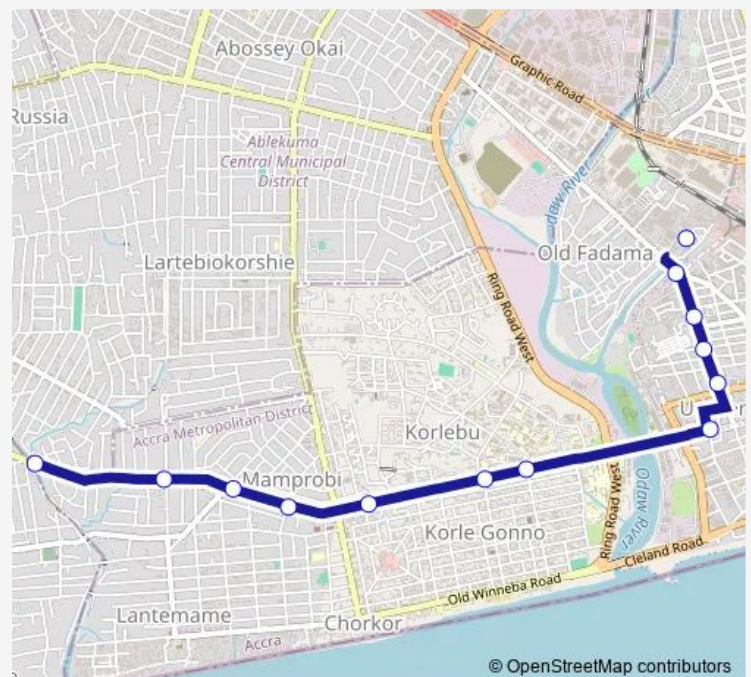 Abossey Okai
Graphic Road
Russia
Ablekuma
Central Municipal
District
daw River
Lartebiokorshie
Old Fadama
Ring Road West
Accra Metropolitan District
Korlebu
Mamprobi
Ring Road West
Odaw River
Korle Gonno
Cleland Road
Old Winneba Road
Lantemame
Chorkor
Accra
© OpenStreetMap contributors